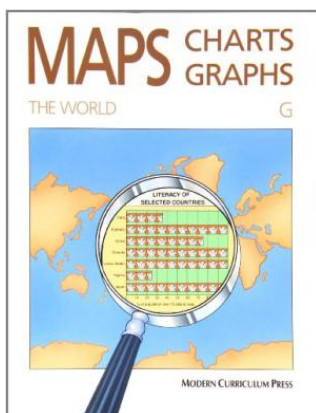 MAPS CHARTS
GRAPHS
THE WORLD G
LITERACY OF
SELECTED COUNTRIES
MODERN CURRICULUM PRESS